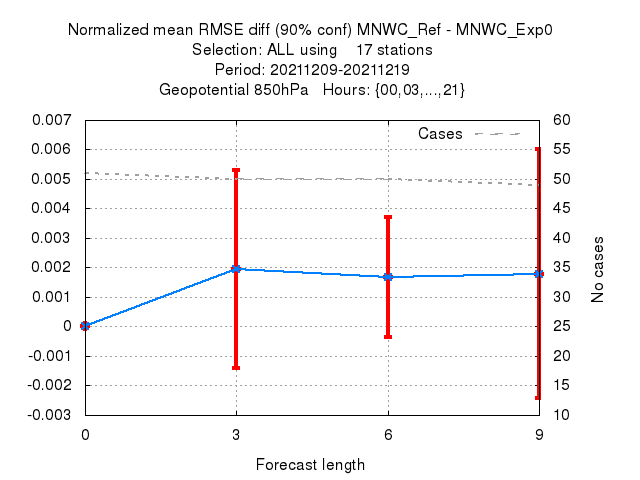 Normalized mean RMSE diff (90% conf) MNWC_Ref - MNWC_Exp0
Selection: ALL using 17 stations
Period: 20211209-20211219
Geopotential 850hPa Hours: {00,03,...,21}
Cases
0.007
0.006
0.005
0.004
0.003
0.002
0.001
0
-0.001
-0.002
-0.003
60
55
50
45
40
35
30
25
20
15
10
No cases
0 3 6 9
Forecast length